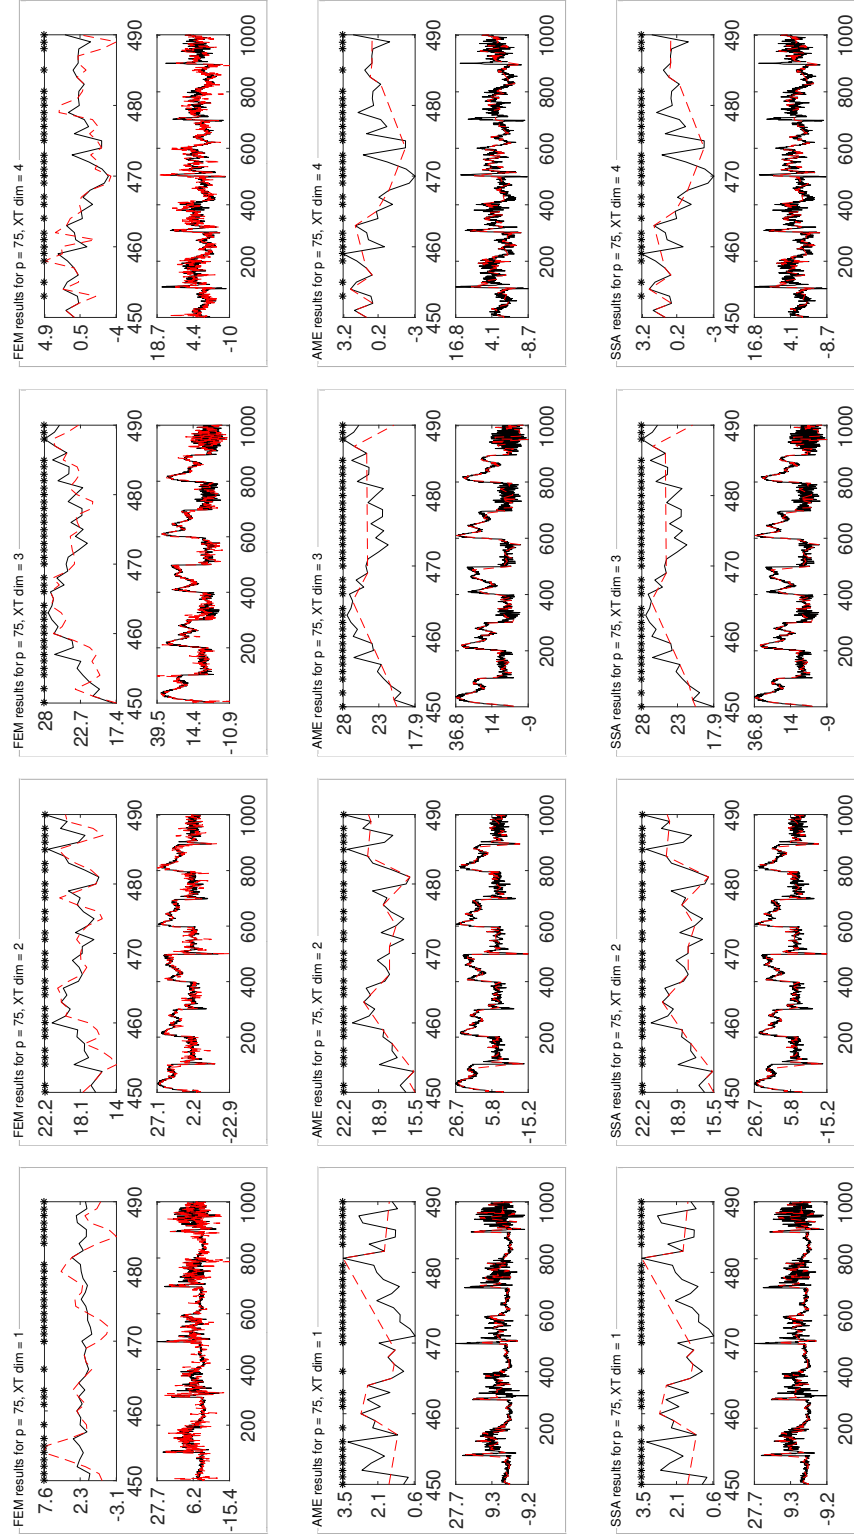 FEM results for p = 75, XT dim = 1
7.6
2.3
-3.1
450 460 470 480 490
27.7
6.2
-15.4
200 400 600 800 1000
FEM results for p = 75, XT dim = 2
22.2
18.1
14
450 460 470 480 490
27.1
2.2
-22.9
200 400 600 800 1000
FEM results for p = 75, XT dim = 3
28
22.7
17.4
450 460 470 480 490
39.5
14.4
-10.9
200 400 600 800 1000
FEM results for p = 75, XT dim = 4
4.9
0.5
-4
450 460 470 480 490
18.7
4.4
-10
200 400 600 800 1000
AME results for p = 75, XT dim = 1
3.5
2.1
0.6
450 460 470 480 490
27.7
9.3
-9.2
200 400 600 800 1000
AME results for p = 75, XT dim = 2
22.2
18.9
15.5
450 460 470 480 490
26.7
5.8
-15.2
200 400 600 800 1000
AME results for p = 75, XT dim = 3
28
23
17.9
450 460 470 480 490
36.8
14
-9
200 400 600 800 1000
AME results for p = 75, XT dim = 4
3.2
0.2
-3
450 460 470 480 490
16.8
4.1
-8.7
200 400 600 800 1000
SSA results for p = 75, XT dim = 1
3.5
2.1
0.6
450 460 470 480 490
27.7
9.3
-9.2
200 400 600 800 1000
SSA results for p = 75, XT dim = 2
22.2
18.9
15.5
450 460 470 480 490
26.7
5.8
-15.2
200 400 600 800 1000
SSA results for p = 75, XT dim = 3
28
23
17.9
450 460 470 480 490
36.8
14
-9
200 400 600 800 1000
SSA results for p = 75, XT dim = 4
3.2
0.2
-3
450 460 470 480 490
16.8
4.1
-8.7
200 400 600 800 1000